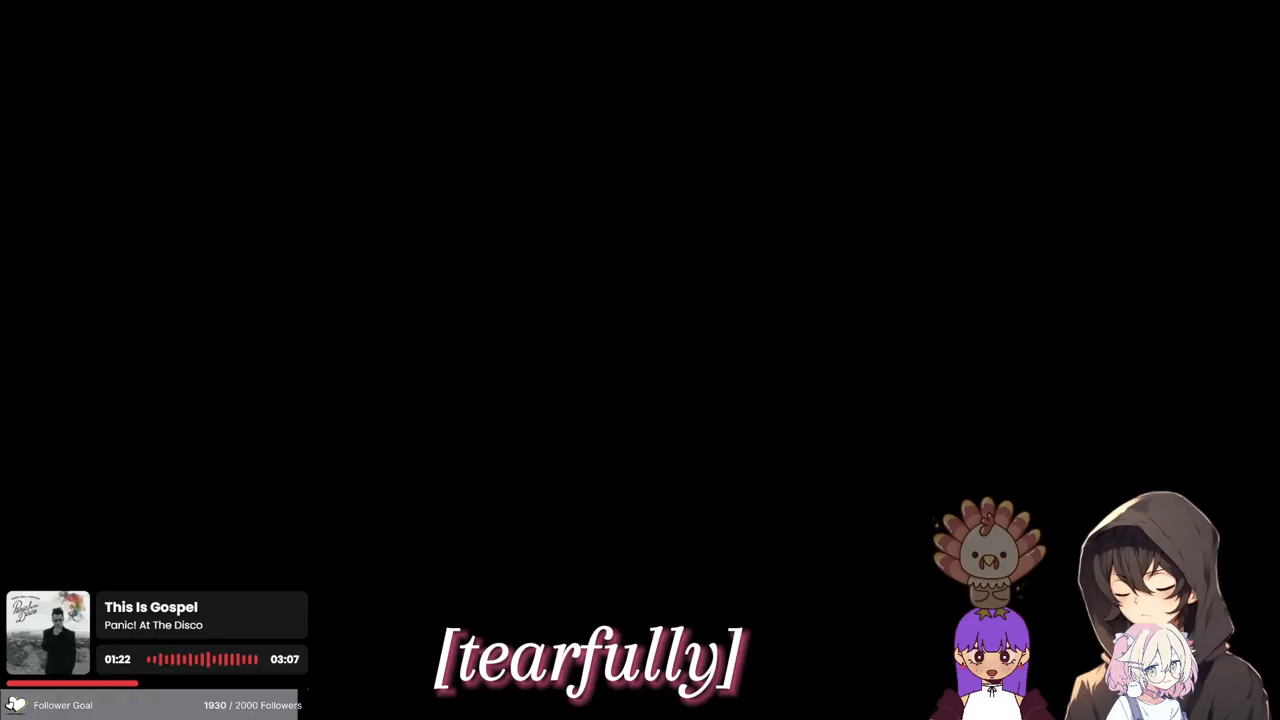 This Is Gospel
Panic! At The Disco
01:22
03:07
Follower Goal
1930 / 2000 Followers
[tearfully]